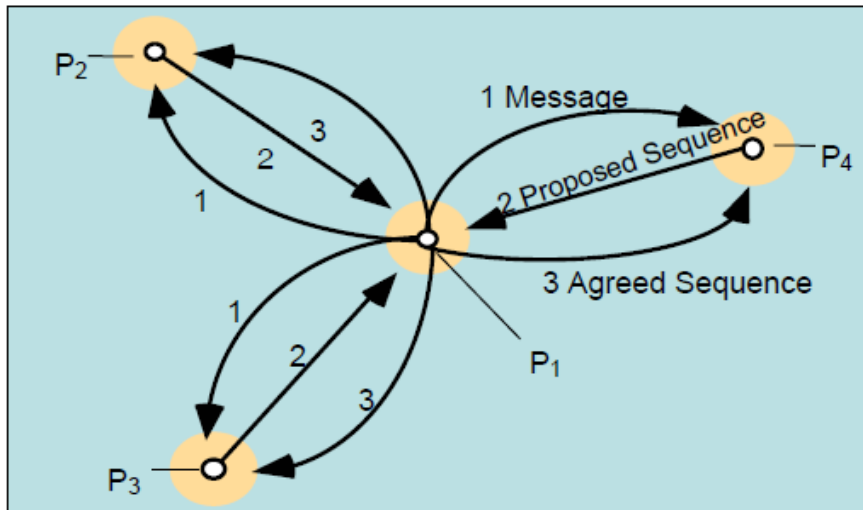 P2
3
2
1
1 Message
2 Proposed Sequence
P4
3 Agreed Sequence
1
2
3
P1
P3